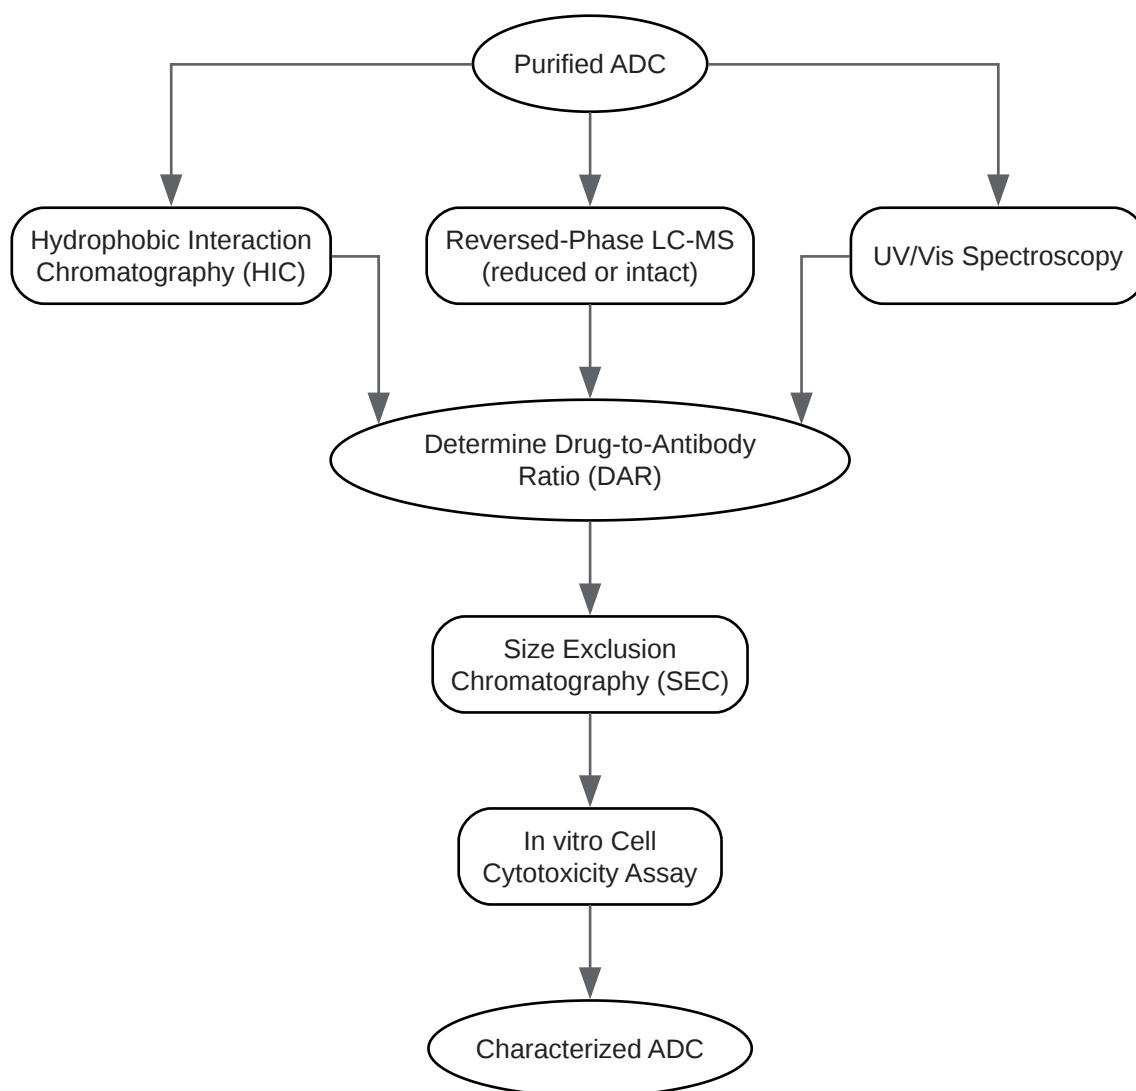 Purified ADC
Hydrophobic Interaction
Chromatography (HIC)
Reversed-Phase LC-MS
(reduced or intact)
UV/Vis Spectroscopy
Determine Drug-to-Antibody
Ratio (DAR)
Size Exclusion
Chromatography (SEC)
In vitro Cell
Cytotoxicity Assay
Characterized ADC